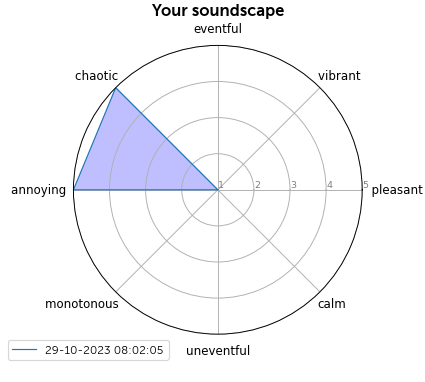 Your soundscape
eventful
chaotic
vibrant
annoying
1
2
3
4
5
pleasant
monotonous
calm
uneventful
29-10-2023 08:02:05